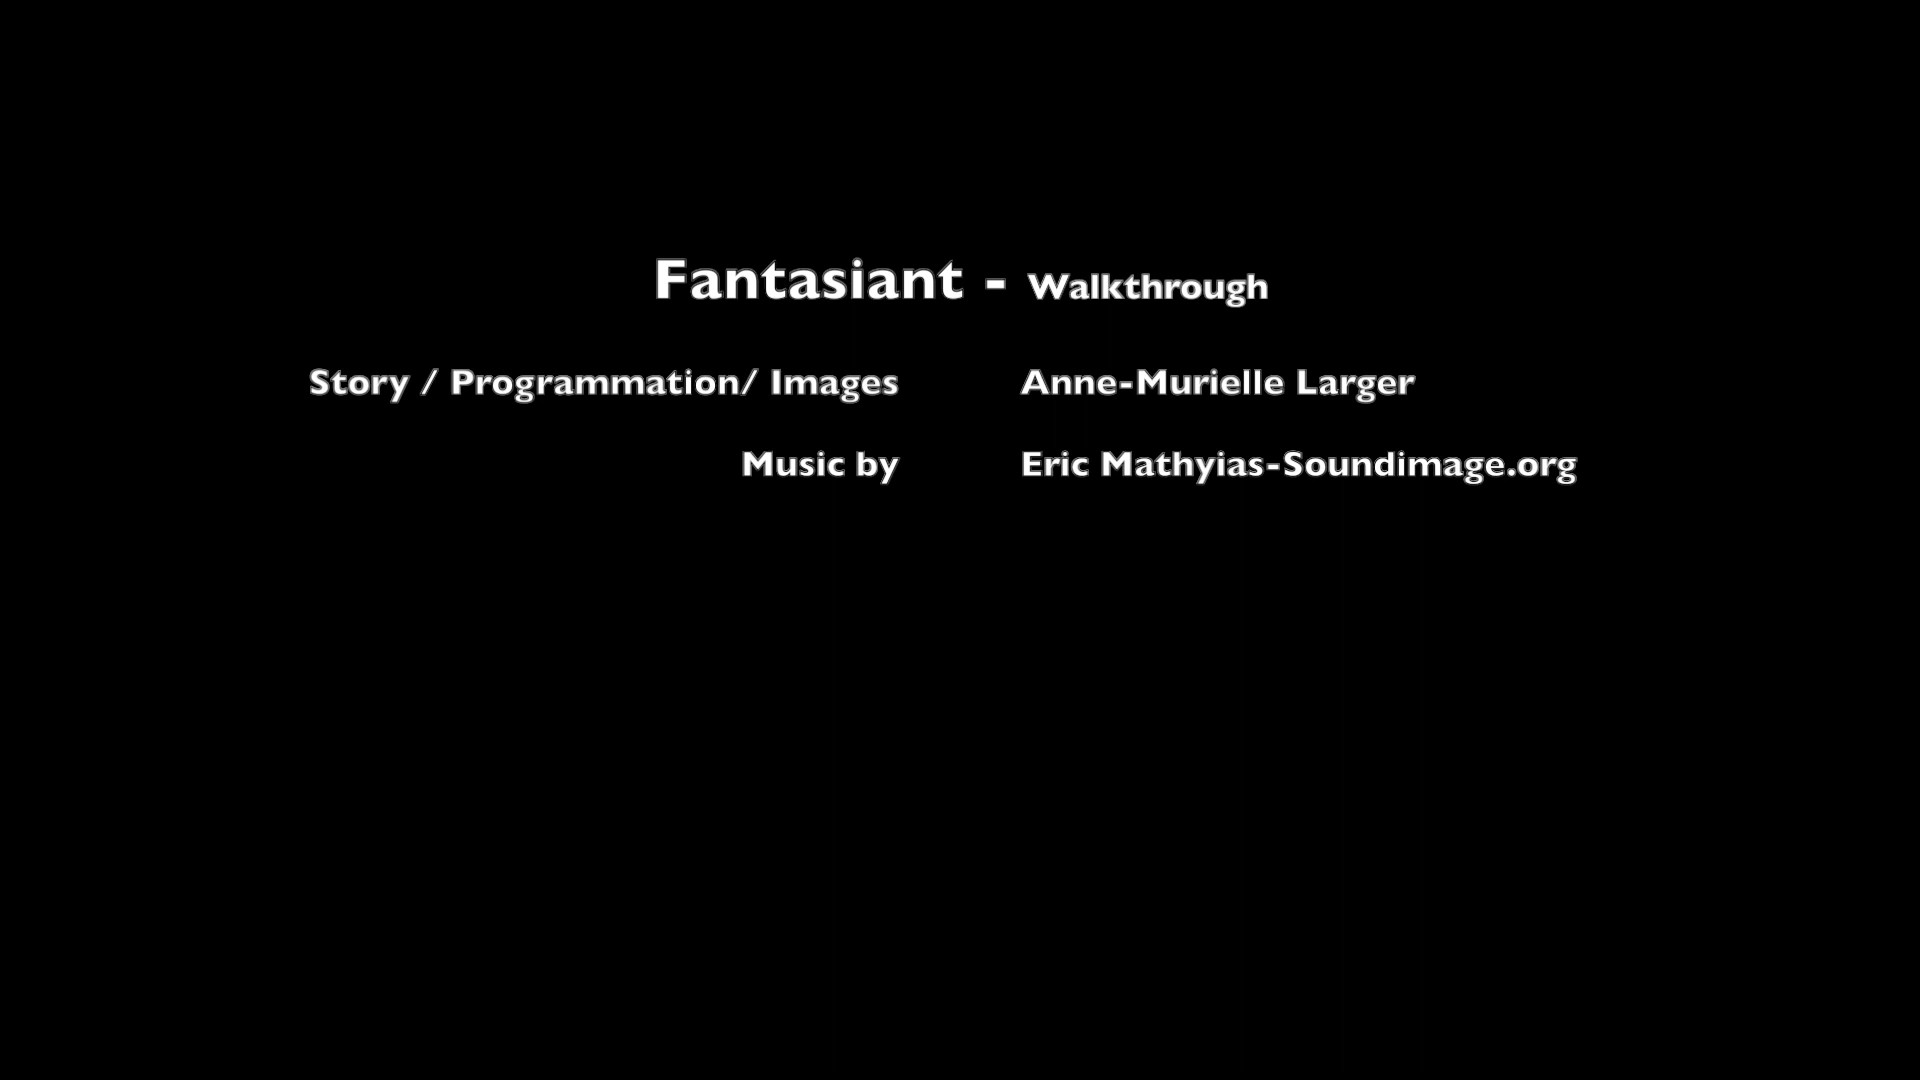 Fantasiant - Walkthrough
Story / Programmation/ Images Anne-Murielle Larger
Music by Eric Mathyias-Soundimage.org